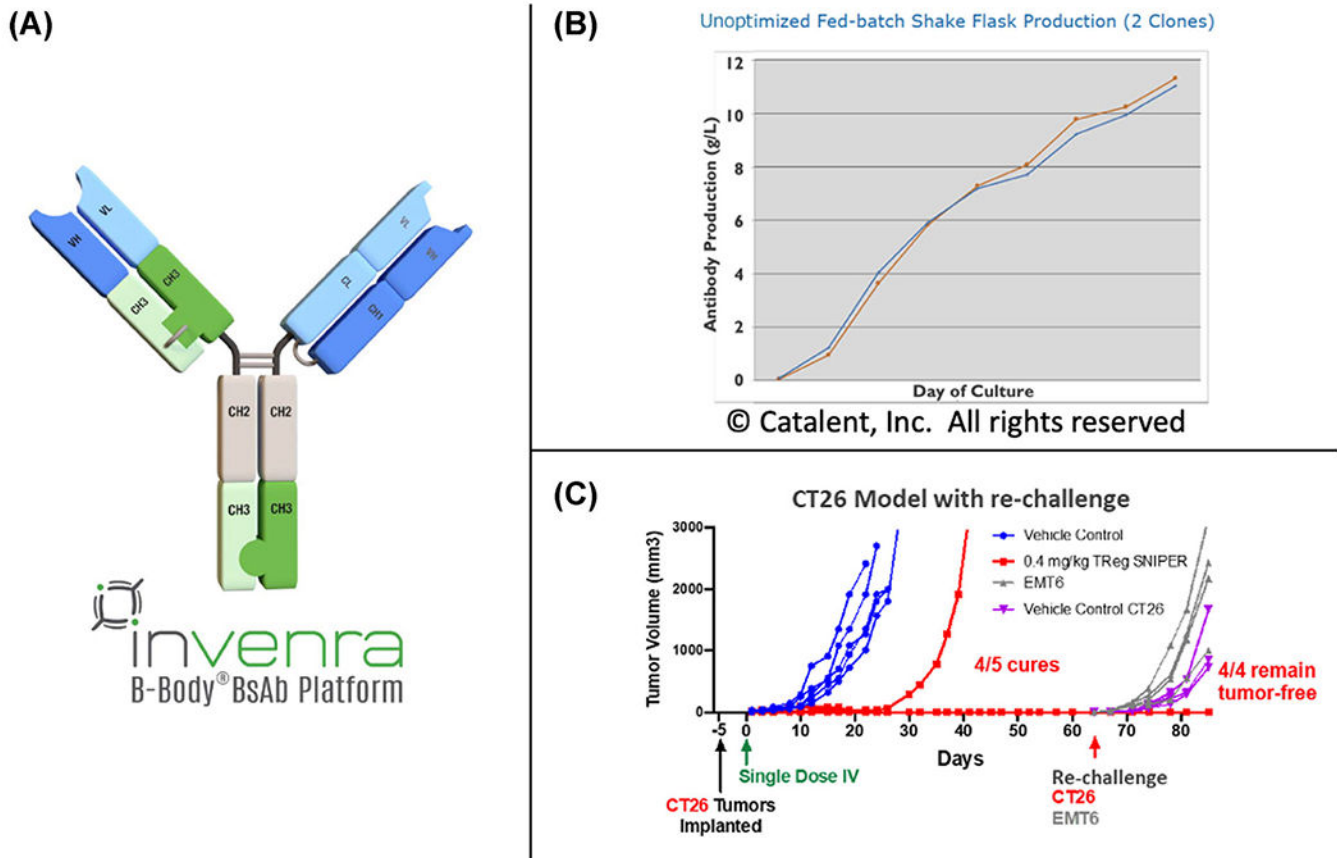 (A)
VL
VH
CH3
CH3
VL
VH
CL
CH1
CH2
CH2
CH3
CH3
invenra
B-Body® BsAb Platform
(B)
Unoptimized Fed-batch Shake Flask Production (2 Clones)
Antibody Production (g/L)
12
10
8
6
4
2
0
Day of Culture
© Catalent, Inc. All rights reserved
(C)
CT26 Model with re-challenge
Tumor Volume (mm3)
3000
2000
1000
0
Vehicle Control
0.4 mg/kg TReg SNIPER
EMT6
Vehicle Control CT26
4/5 cures
4/4 remain
tumor-free
-5
0
10
20
30
40
50
60
70
80
Days
Single Dose IV
CT26 Tumors
Implanted
Re-challenge
CT26
EMT6